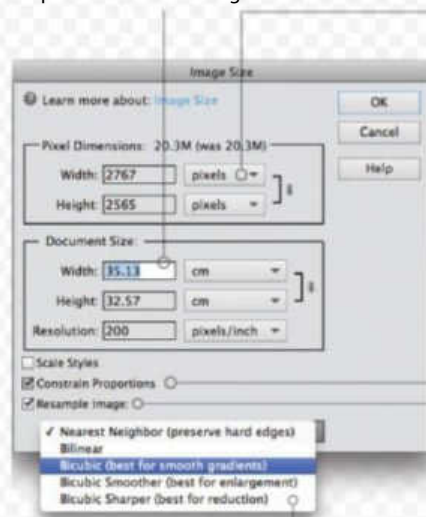 Image Size
Learn more about: Image Size
OK
Cancel
Help
Pixel Dimensions: 20.3M (was 20.3M)
Width: 2767 pixels
Height: 2565 pixels
Document Size:
Width: 35.13 cm
Height: 32.57 cm
Resolution: 200 pixels/inch
Scale Styles
Constrain Proportions
Resample Image:
✓ Nearest Neighbor (preserve hard edges)
Bilinear
Bicubic (best for smooth gradients)
Bicubic Smoother (best for enlargement)
Bicubic Sharper (best for reduction)